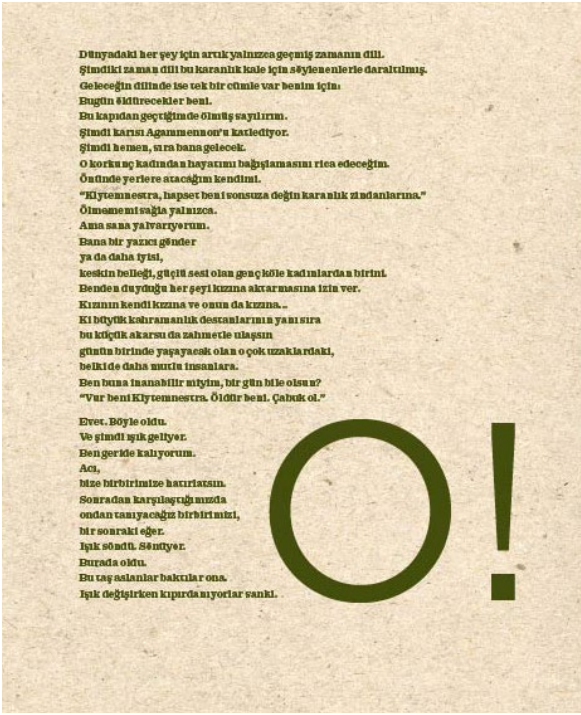 Dünyadaki her şey için artık yalnızca geçmiş zamanın dili.
Şimdiki zaman dili bu karanlık kale için söylenenlerle daraltılmış.
Geleceğin dilinde ise tek bir cümle var benim için:
Bugün öldürecekler beni.
Bu kapıdan geçtiğimde ölmüş sayılırım.
Şimdi karısı Agammennon'u katlediyor.
Şimdi hemen, sıra bana gelecek.
O korkunç kadından hayatımı bağışlamasını rica edeceğim.
Önünde yerlere atacağım kendimi.
“Klytemnestra, hapset beni sonsuza değin karanlık zindanlarına.”
Ölmememi sağla yalnızca.
Ama sana yalvarıyorum.
Bana bir yazıcı gönder
ya da daha iyisi,
keskin belleği, güçlü sesi olan genç köle kadınlardan birini.
Benden duyduğu her şeyi kızına aktarmasına izin ver.
Kızının kendi kızına ve onun da kızına...
Ki büyük kahramanlık destanlarının yanı sıra
bu küçük akarsu da zahmetle ulaşsın
günün birinde yaşayacak olan o çok uzaklardaki,
belki de daha mutlu insanlara.
Ben buna inanabilir miyim, bir gün bile olsun?
“Vur beni Klytemnestra. Öldür beni. Çabuk ol.”
Evet. Böyle oldu.
Ve şimdi ışık geliyor.
Ben geride kalıyorum.
Acı,
bize birbirimize hatırlatsın.
Sonradan karşılaştığımızda
ondan tanıyacağız birbirimizi,
bir sonraki eğer.
Işık söndü. Sönüyor.
Burada oldu.
Bu taş aslanlar baktılar ona.
Işık değişirken kıpırdanıyorlar sanki.
O!